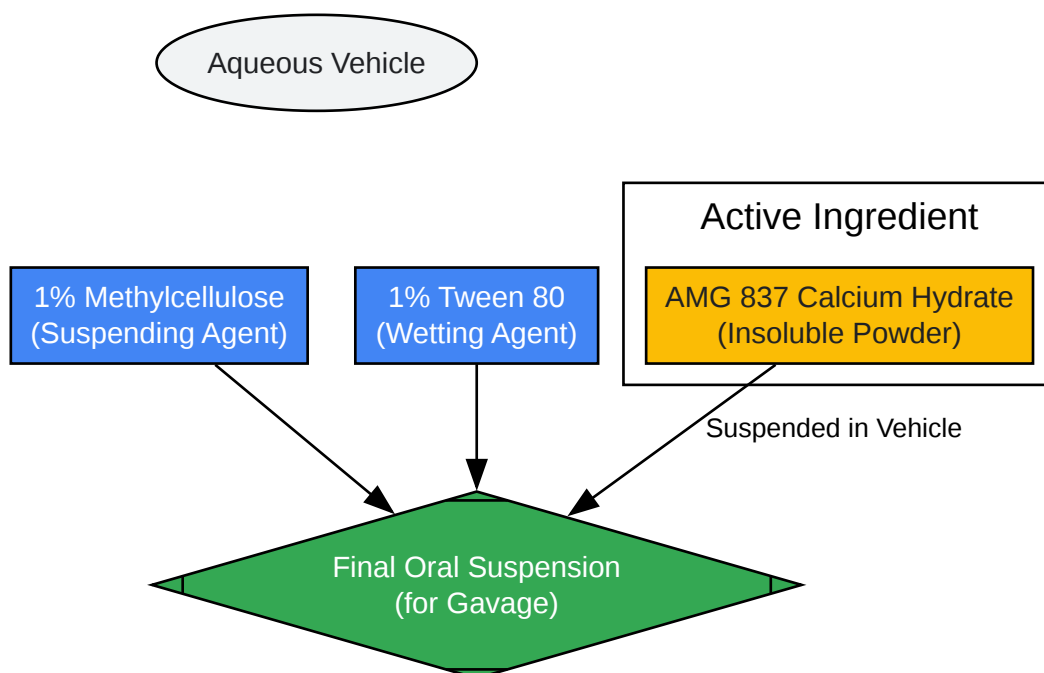 Aqueous Vehicle
Active Ingredient
1% Methylcellulose
(Suspending Agent)
1% Tween 80
(Wetting Agent)
AMG 837 Calcium Hydrate
(Insoluble Powder)
Suspended in Vehicle
Final Oral Suspension
(for Gavage)